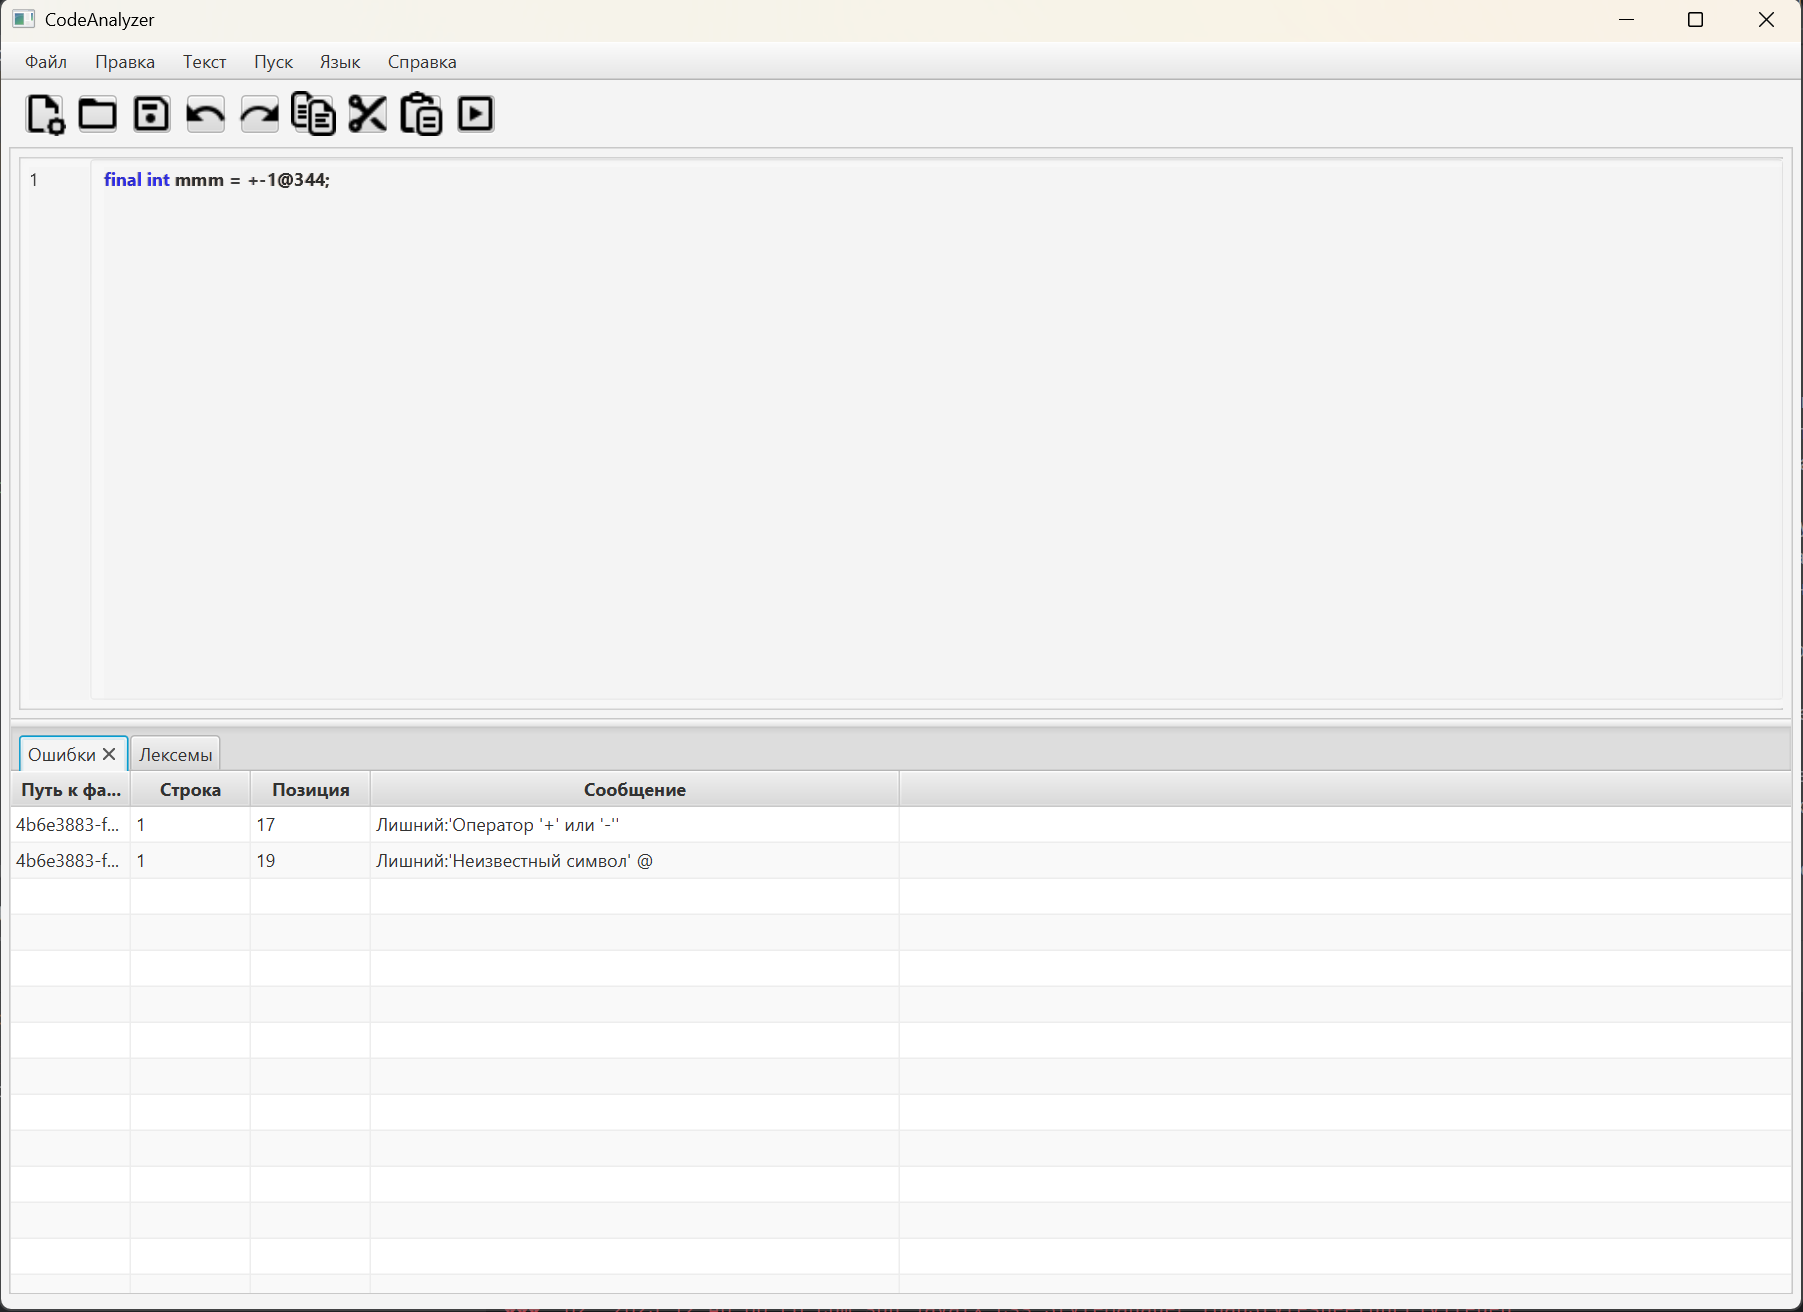 CodeAnalyzer
Файл Правка Текст Пуск Язык Справка
1 final int mmm = +-1@344;
Ошибки Лексемы
Путь к фа... Строка Позиция Сообщение
4b6e3883-f... 1 17 Лишний:'Оператор '+' или '-''
4b6e3883-f... 1 19 Лишний:'Неизвестный символ' @